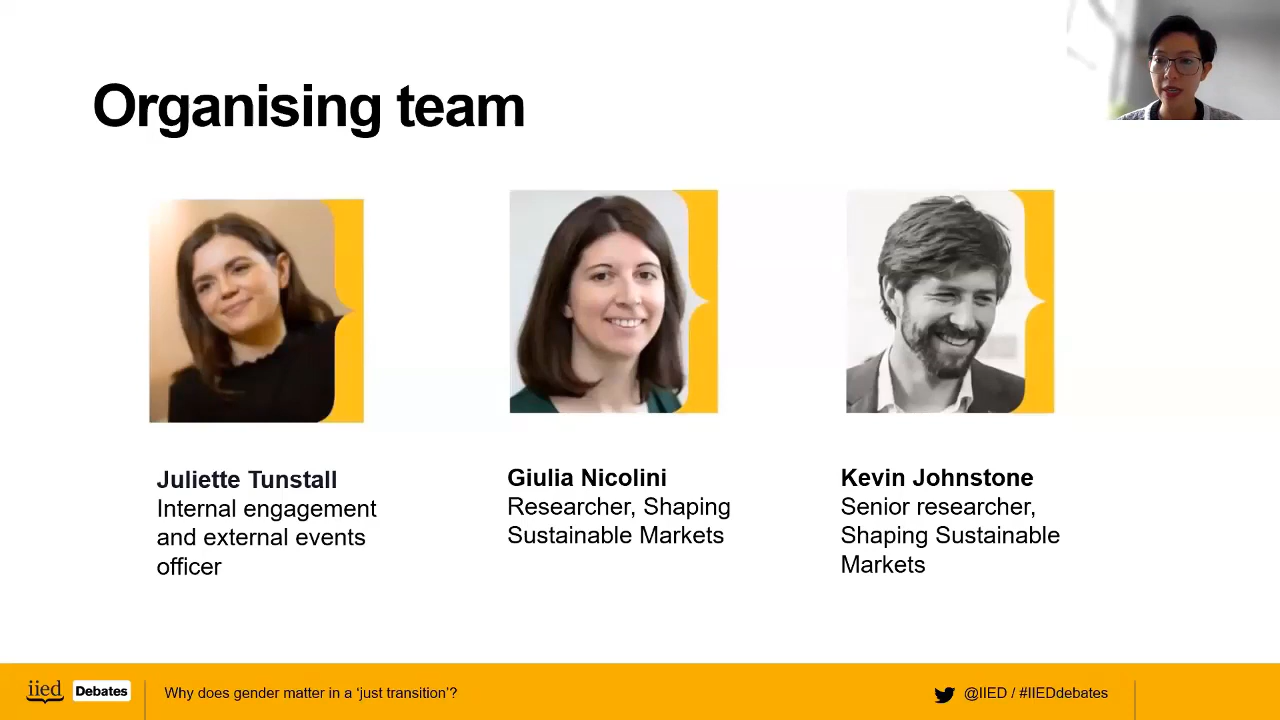 Organising team
Juliette Tunstall
Internal engagement
and external events
officer
Giulia Nicolini
Researcher, Shaping
Sustainable Markets
Kevin Johnstone
Senior researcher,
Shaping Sustainable
Markets
iied Debates
Why does gender matter in a ‘just transition’?
@IIED / #IIEDdebates